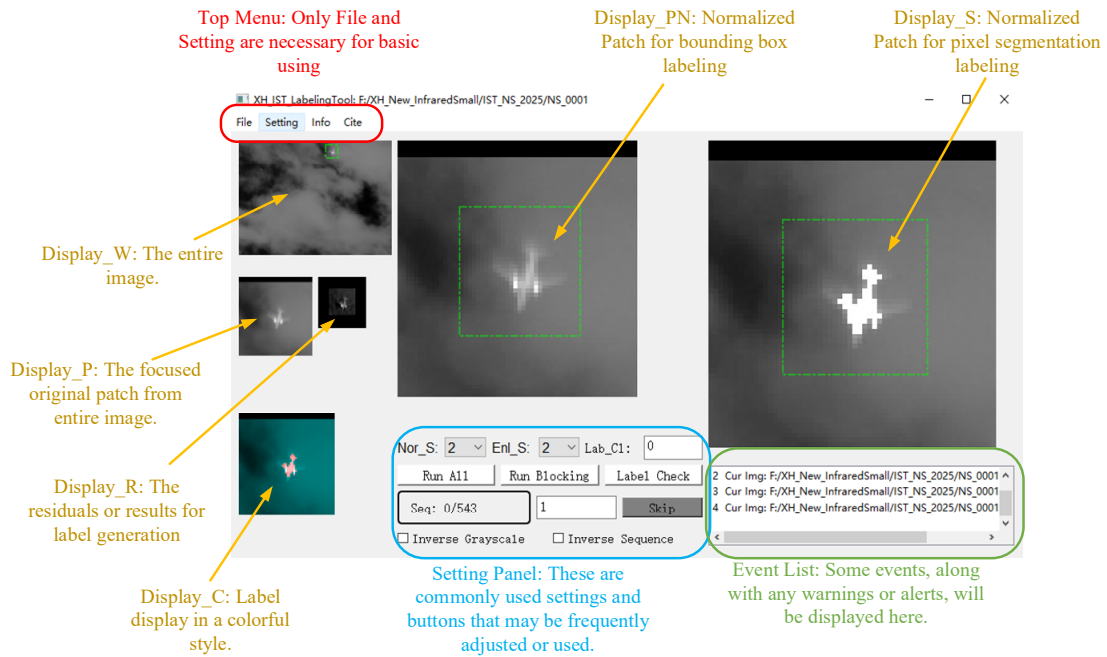 Top Menu: Only File and
Setting are necessary for basic
using
Display_PN: Normalized
Patch for bounding box
labeling
Display_S: Normalized
Patch for pixel segmentation
labeling
XH_IST_LabelingTool: F:/XH_New_InfraredSmall/IST_NS_2025/NS_0001
File Setting Info Cite
Display_W: The entire
image.
Display_P: The focused
original patch from
entire image.
Display_R: The
residuals or results for
label generation
Display_C: Label
display in a colorful
style.
Nor_S: 2 Enl_S: 2 Lab_Cl: 0
Run All Run Blocking Label Check
Seq: 0/543 1 Skip
Inverse Grayscale Inverse Sequence
2 Cur Img: F:/XH_New_InfraredSmall/IST_NS_2025/NS_0001
3 Cur Img: F:/XH_New_InfraredSmall/IST_NS_2025/NS_0001
4 Cur Img: F:/XH_New_InfraredSmall/IST_NS_2025/NS_0001
Setting Panel: These are
commonly used settings and
buttons that may be frequently
adjusted or used.
Event List: Some events, along
with any warnings or alerts, will
be displayed here.